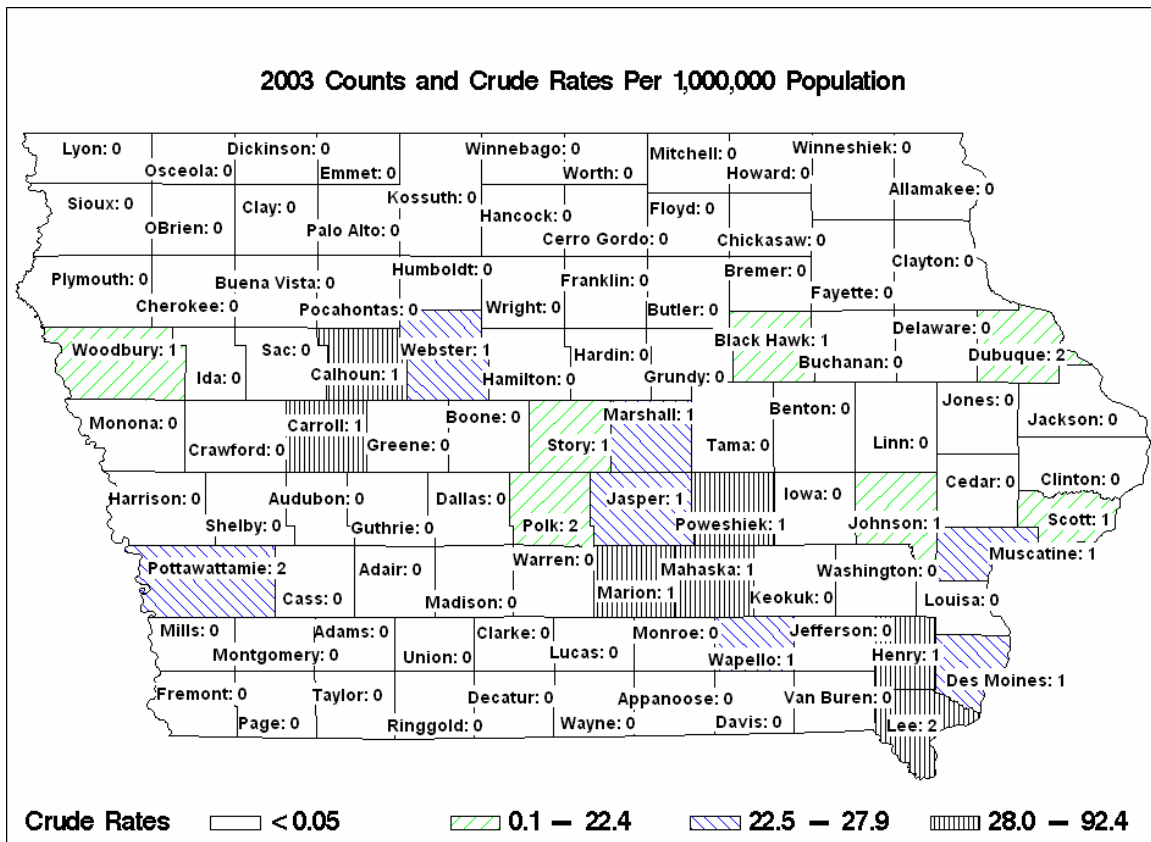 2003 Counts and Crude Rates Per 1,000,000 Population
Lyon: 0
Osceola: 0
Dickinson: 0
Emmet: 0
Winnebago: 0
Worth: 0
Mitchell: 0
Howard: 0
Winneshiek: 0
Allamakee: 0
Sioux: 0
OBrien: 0
Clay: 0
Palo Alto: 0
Kossuth: 0
Hancock: 0
Cerro Gordo: 0
Floyd: 0
Chickasaw: 0
Plymouth: 0
Cherokee: 0
Buena Vista: 0
Pocahontas: 0
Humboldt: 0
Wright: 0
Franklin: 0
Butler: 0
Bremer: 0
Fayette: 0
Clayton: 0
Woodbury: 1
Ida: 0
Sac: 0
Calhoun: 1
Webster: 1
Hamilton: 0
Hardin: 0
Grundy: 0
Black Hawk: 1
Buchanan: 0
Delaware: 0
Dubuque: 2
Monona: 0
Crawford: 0
Carroll: 1
Greene: 0
Boone: 0
Story: 1
Marshall: 1
Tama: 0
Benton: 0
Linn: 0
Jones: 0
Jackson: 0
Harrison: 0
Shelby: 0
Audubon: 0
Guthrie: 0
Dallas: 0
Polk: 2
Jasper: 1
Poweshiek: 1
Iowa: 0
Johnson: 1
Cedar: 0
Clinton: 0
Scott: 1
Pottawattamie: 2
Cass: 0
Adair: 0
Madison: 0
Warren: 0
Marion: 1
Mahaska: 1
Keokuk: 0
Washington: 0
Louisa: 0
Muscatine: 1
Mills: 0
Montgomery: 0
Adams: 0
Union: 0
Clarke: 0
Lucas: 0
Monroe: 0
Wapello: 1
Jefferson: 0
Henry: 1
Des Moines: 1
Fremont: 0
Page: 0
Taylor: 0
Ringgold: 0
Decatur: 0
Wayne: 0
Appanoose: 0
Davis: 0
Van Buren: 0
Lee: 2
Crude Rates < 0.05 0.1 – 22.4 22.5 – 27.9 28.0 – 92.4